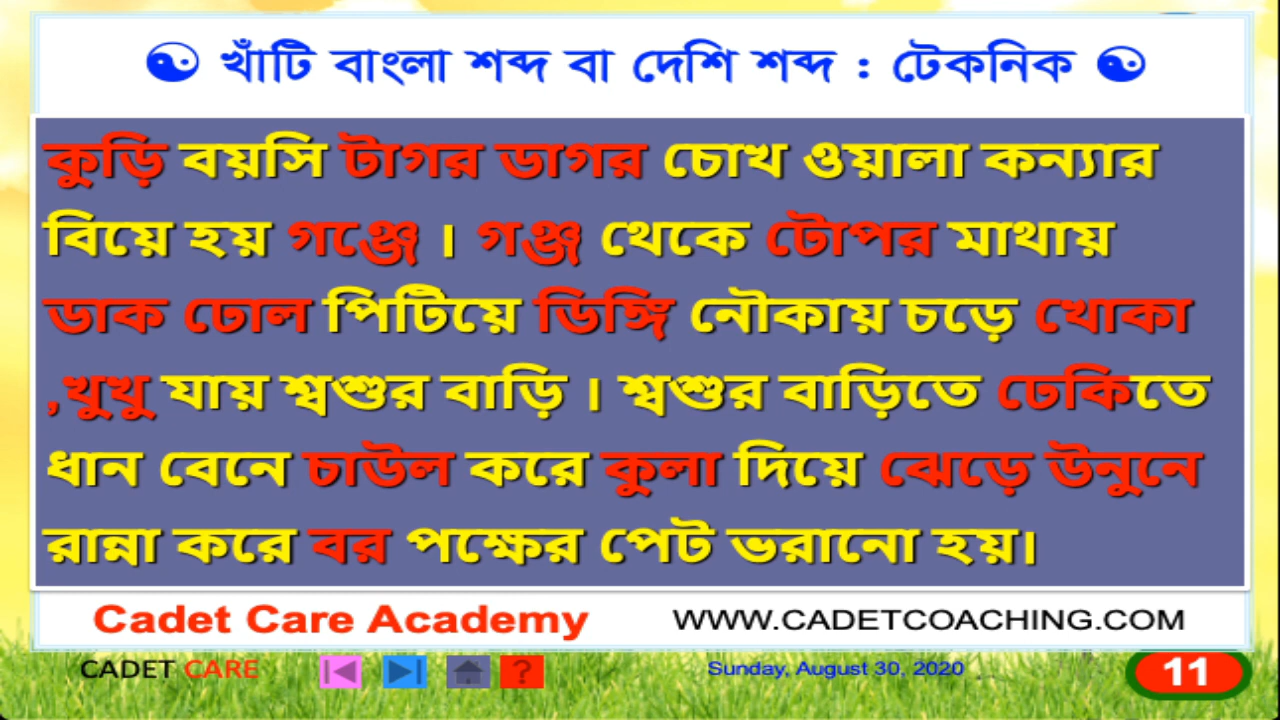 খাঁটি বাংলা শব্দ বা দেশি শব্দ : টেকনিক
কুড়ি বয়সি টাগর ডাগর চোখ ওয়ালা কন্যার
বিয়ে হয় গঞ্জে । গঞ্জ থেকে টোপর মাথায়
ডাক ঢোল পিটিয়ে ডিঙ্গি নৌকায় চড়ে খোকা
,খুখু যায় শ্বশুর বাড়ি । শ্বশুর বাড়িতে ঢেকিতে
ধান বেনে চাউল করে কুলা দিয়ে ঝেড়ে উনুনে
রান্না করে বর পক্ষের পেট ভরানো হয়।
Cadet Care Academy WWW.CADETCOACHING.COM
CADET CARE ? Sunday, August 30, 2020 11